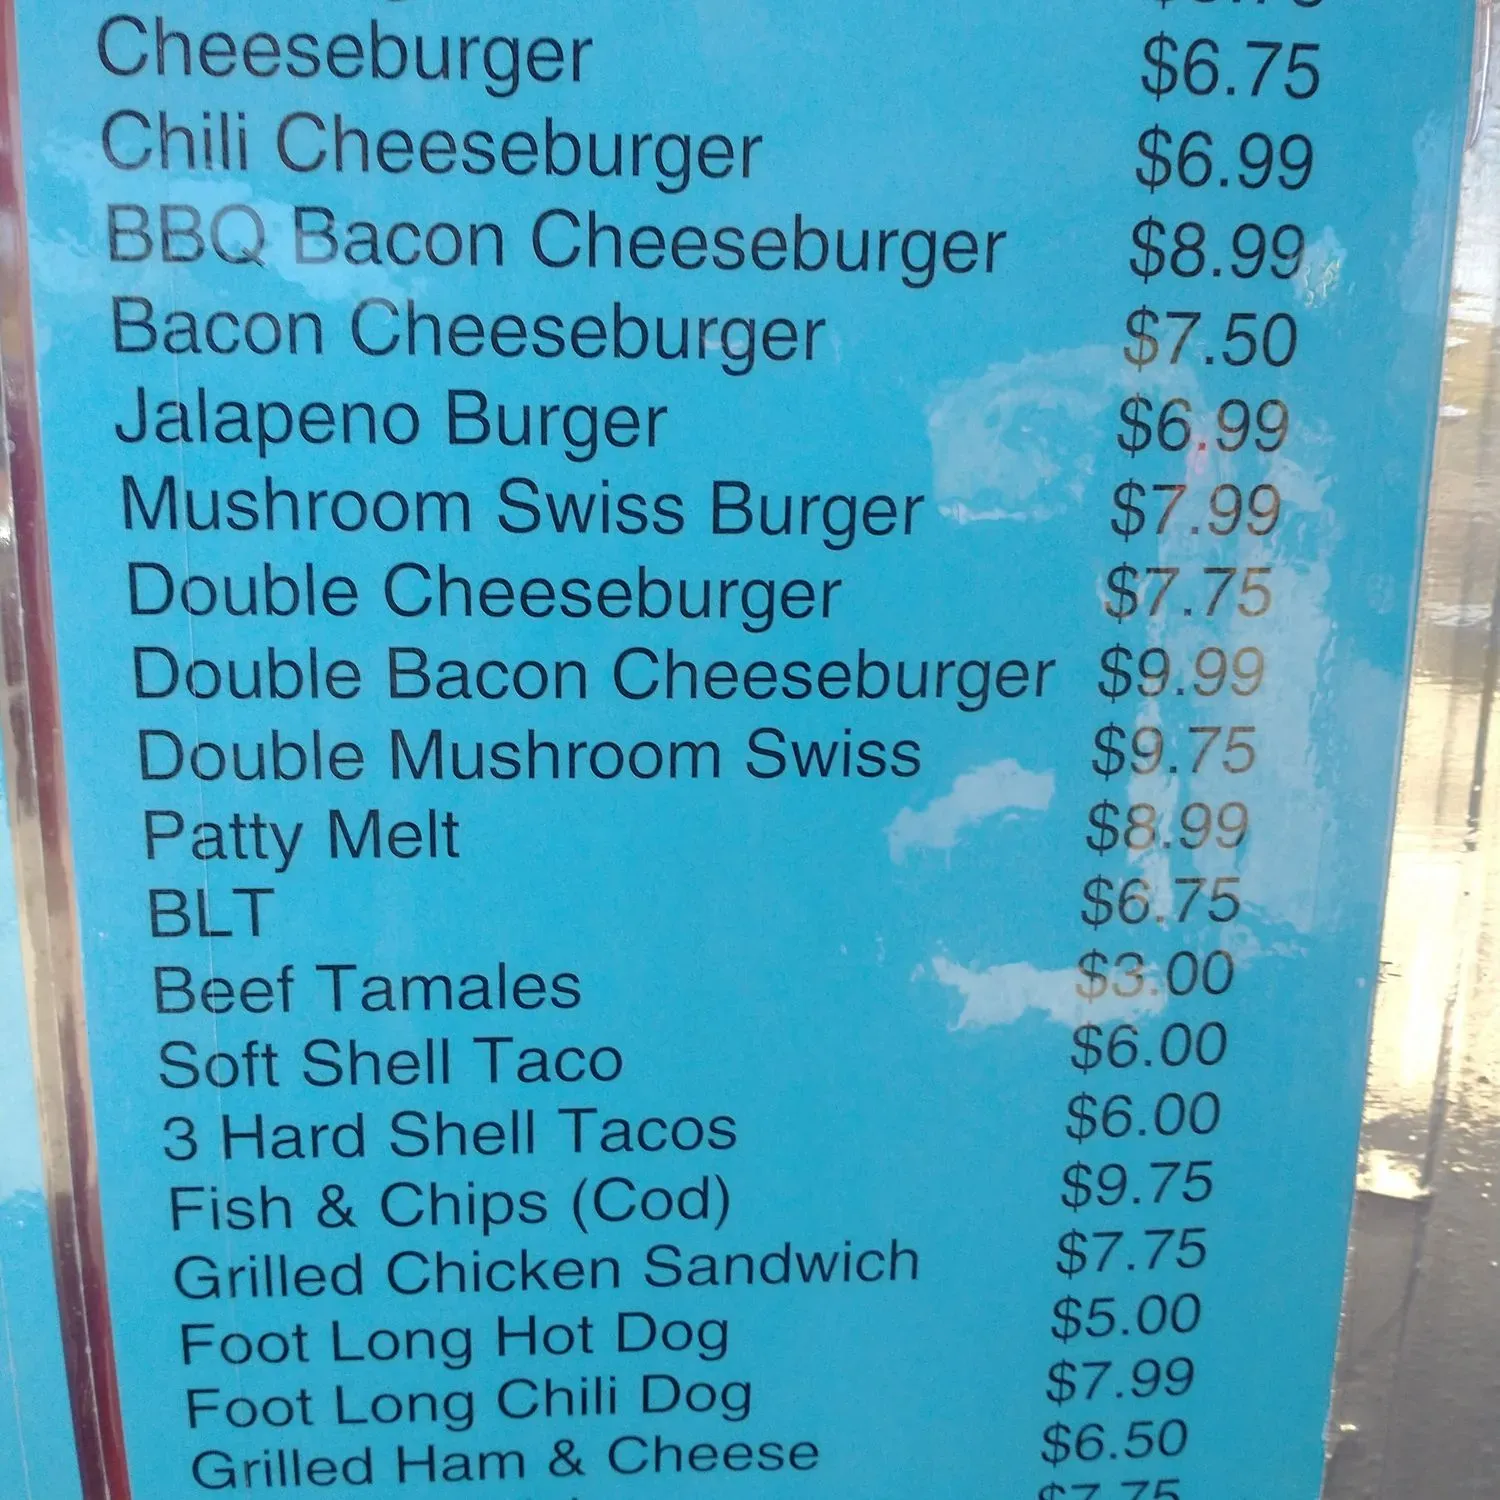 Cheeseburger $6.75
Chili Cheeseburger $6.99
BBQ Bacon Cheeseburger $8.99
Bacon Cheeseburger $7.50
Jalapeno Burger $6.99
Mushroom Swiss Burger $7.99
Double Cheeseburger $7.75
Double Bacon Cheeseburger $9.99
Double Mushroom Swiss $9.75
Patty Melt $8.99
BLT $6.75
Beef Tamales $3.00
Soft Shell Taco $6.00
3 Hard Shell Tacos $6.00
Fish & Chips (Cod) $9.75
Grilled Chicken Sandwich $7.75
Foot Long Hot Dog $5.00
Foot Long Chili Dog $7.99
Grilled Ham & Cheese $6.50
$7.75